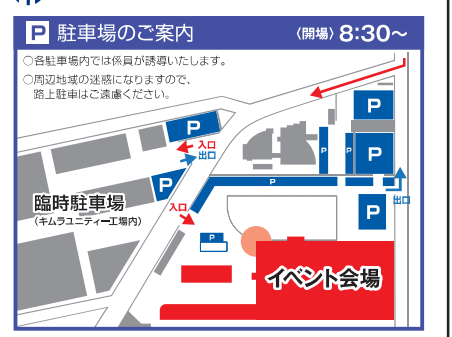 P 駐車場のご案内 〈開場〉8:30～
○各駐車場内では係員が誘導いたします。
○周辺地域の迷惑になりますので、
路上駐車はご遠慮ください。
P
P
入口
出口
P
P
P
P
P
P
出口
臨時駐車場
(キムラユニティー工場内)
入口
P
P
イベント会場